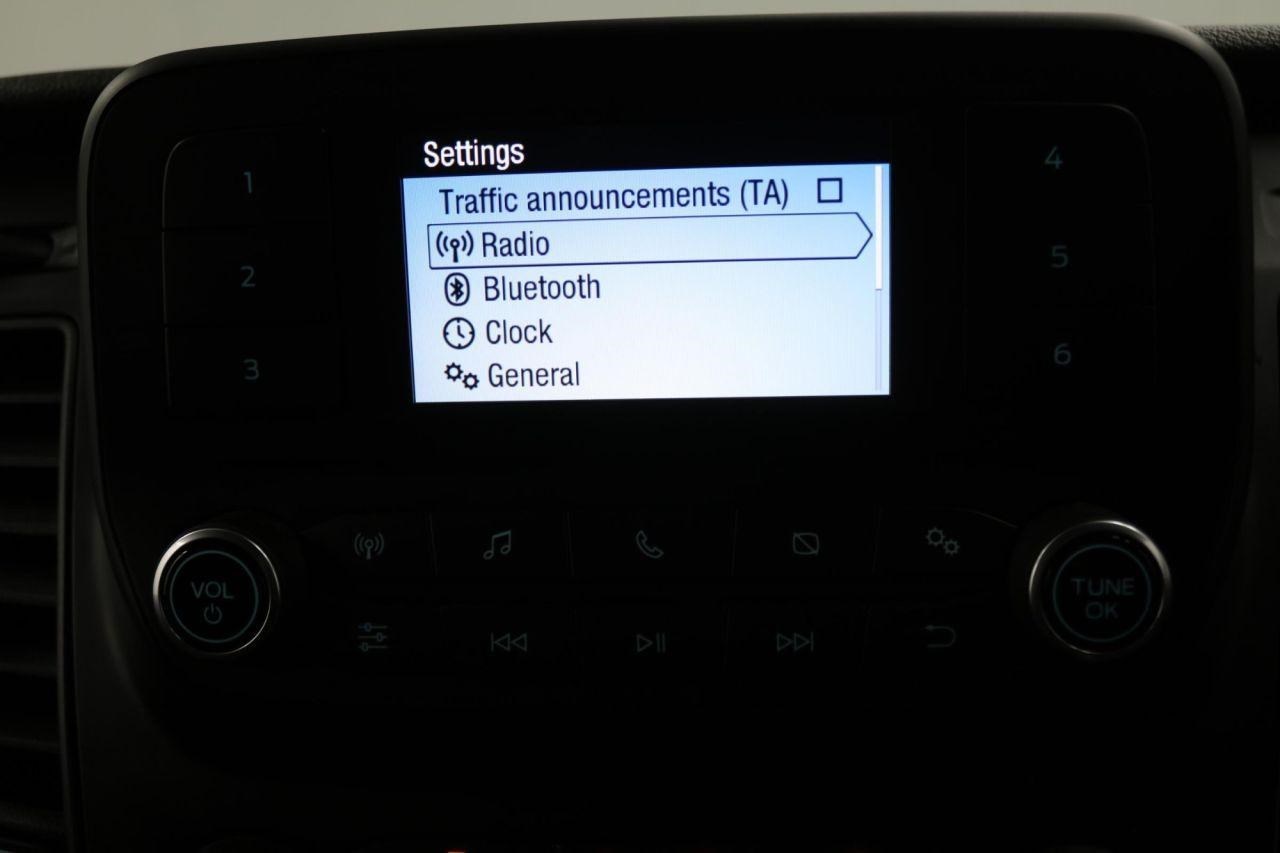 Settings
Traffic announcements (TA)
Radio
Bluetooth
Clock
General
1
2
3
4
5
6
VOL
TUNE
OK